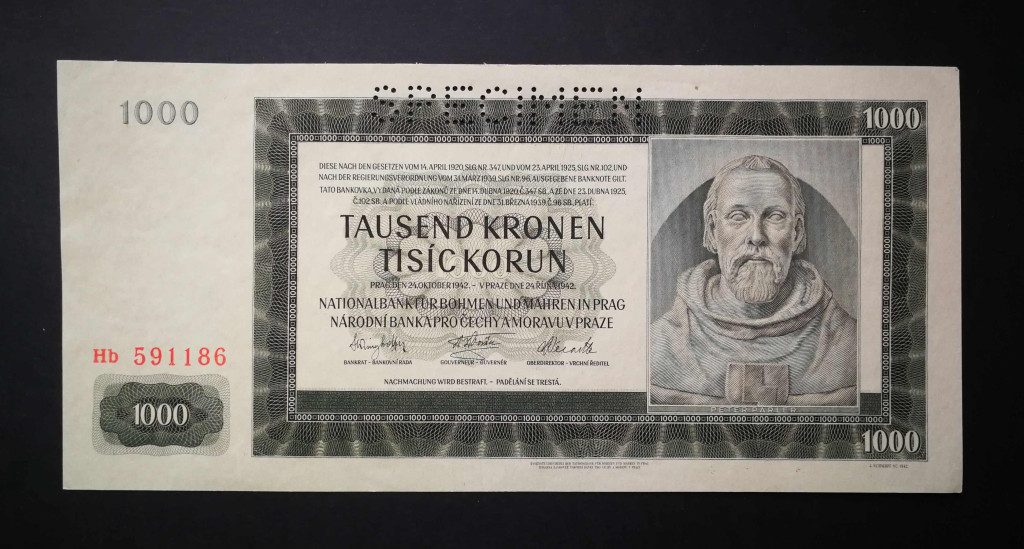 SPECIMEN
1000
1000
DIESE NACH DEN GESETZEN VOM 14. APRIL 1920, SLG. NR. 347, UND VOM 23. APRIL 1925, SLG. NR. 102, UND
NACH DER REGIERUNGSVERORDNUNG VOM 31. MÄRZ 1939, SLG. NR. 96, AUSGEGEBENE BANKNOTE GILT.
TATO BANKOVKA, VYDANÁ PODLE ZÁKONŮ ZE DNE 14. DUBNA 1920, Č. 347 SB., A ZE DNE 23. DUBNA 1925,
Č. 102 SB., A PODLE VLÁDNÍHO NAŘÍZENÍ ZE DNE 31. BŘEZNA 1939, Č. 96 SB., PLATÍ.
TAUSEND KRONEN
TISÍC KORUN
PRAG, DEN 24. OKTOBER 1942. – V PRAZE DNE 24. ŘÍJNA 1942.
NATIONALBANK FÜR BÖHMEN UND MÄHREN IN PRAG
NÁRODNÍ BANKA PRO ČECHY A MORAVU V PRAZE
BANKRAT – BANKOVNÍ RADA GOUVERNEUR – GUVERNÉR OBERDIREKTOR – VRCHNÍ ŘEDITEL
NACHMACHUNG WIRD BESTRAFT. – PADĚLÁNÍ SE TRESTÁ.
PETER PARLER
Hb 591186
1000
1000